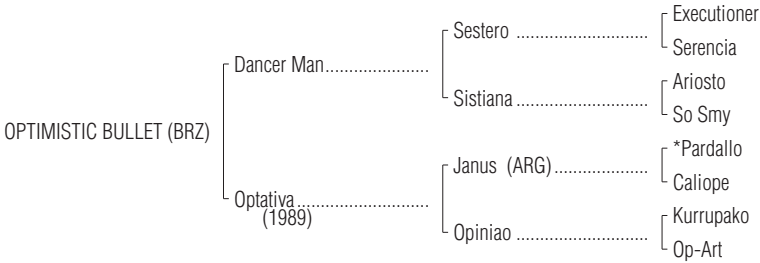 Executioner
Sestero ..............................
Serencia
Dancer Man.......................
Ariosto
Sistiana ..............................
So Smy
OPTIMISTIC BULLET (BRZ)
*Pardallo
Janus (ARG) .....................
Caliope
Optativa.............................
(1989)
Kurrupako
Opiniao ..............................
Op-Art